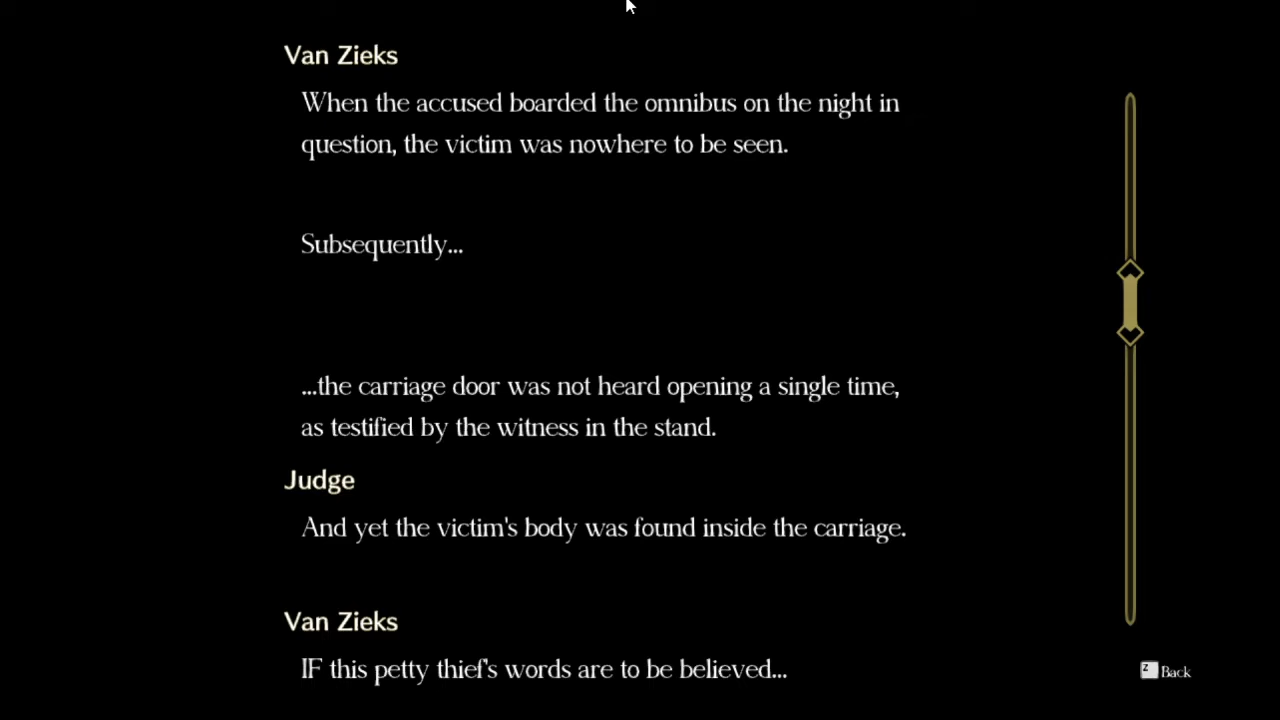 Van Zieks
When the accused boarded the omnibus on the night in
question, the victim was nowhere to be seen.
Subsequently...
...the carriage door was not heard opening a single time,
as testified by the witness in the stand.
Judge
And yet the victim's body was found inside the carriage.
Van Zieks
IF this petty thief's words are to be believed...
Z Back